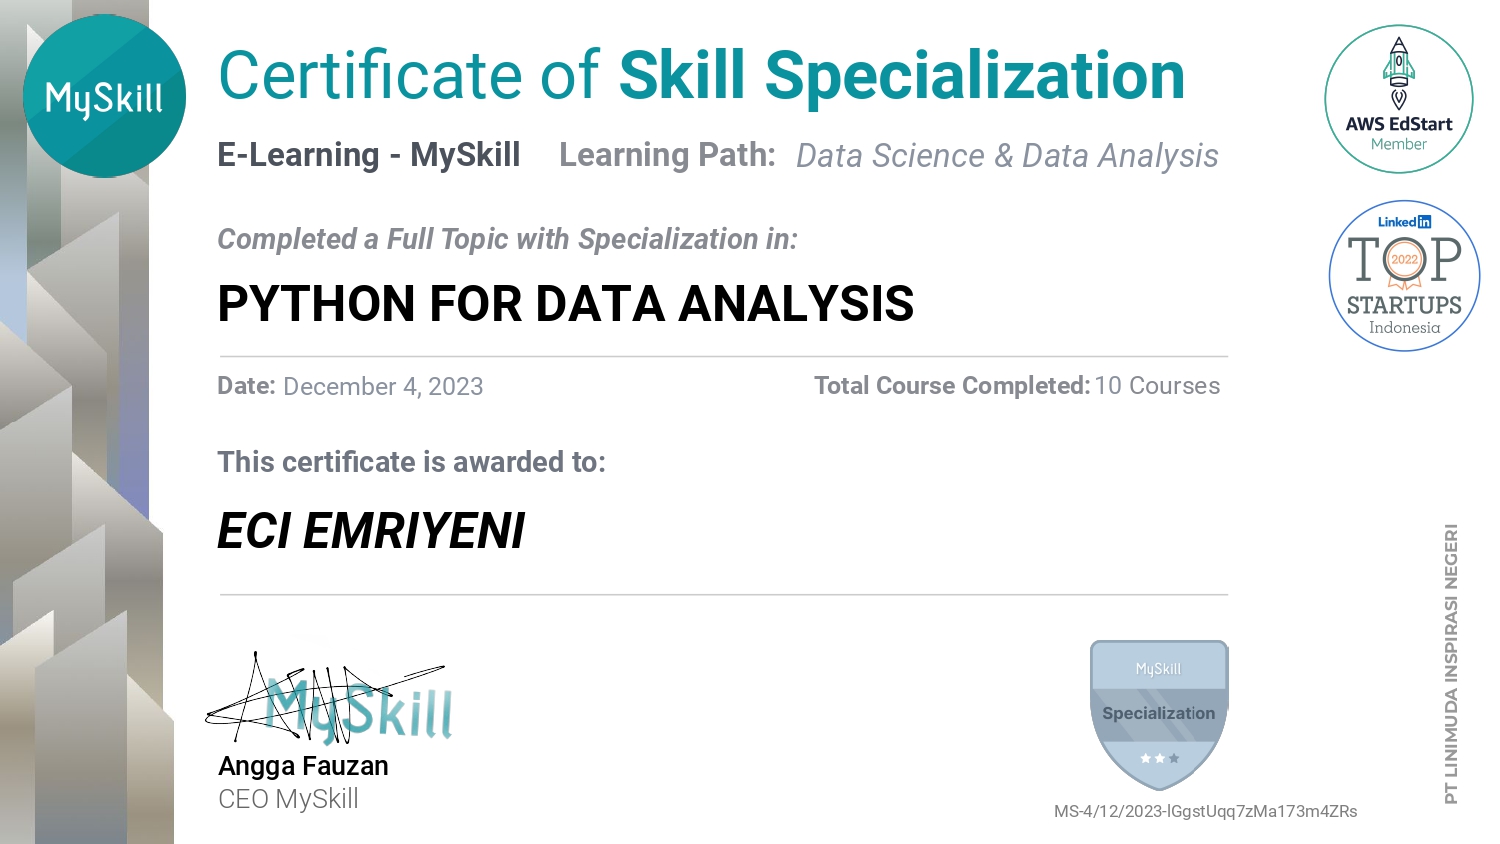 MySkill
Certificate of Skill Specialization
E-Learning - MySkill Learning Path: Data Science & Data Analysis
Completed a Full Topic with Specialization in:
PYTHON FOR DATA ANALYSIS
Date: December 4, 2023
Total Course Completed: 10 Courses
This certificate is awarded to:
ECI EMRIYENI
MySkill
Angga Fauzan
CEO MySkill
AWS EdStart
Member
LinkedIn
TOP
2022
STARTUPS
Indonesia
PT LINIMUDA INSPIRASI NEGERI
MySkill
Specialization
MS-4/12/2023-lGgstUqq7zMa173m4ZRs